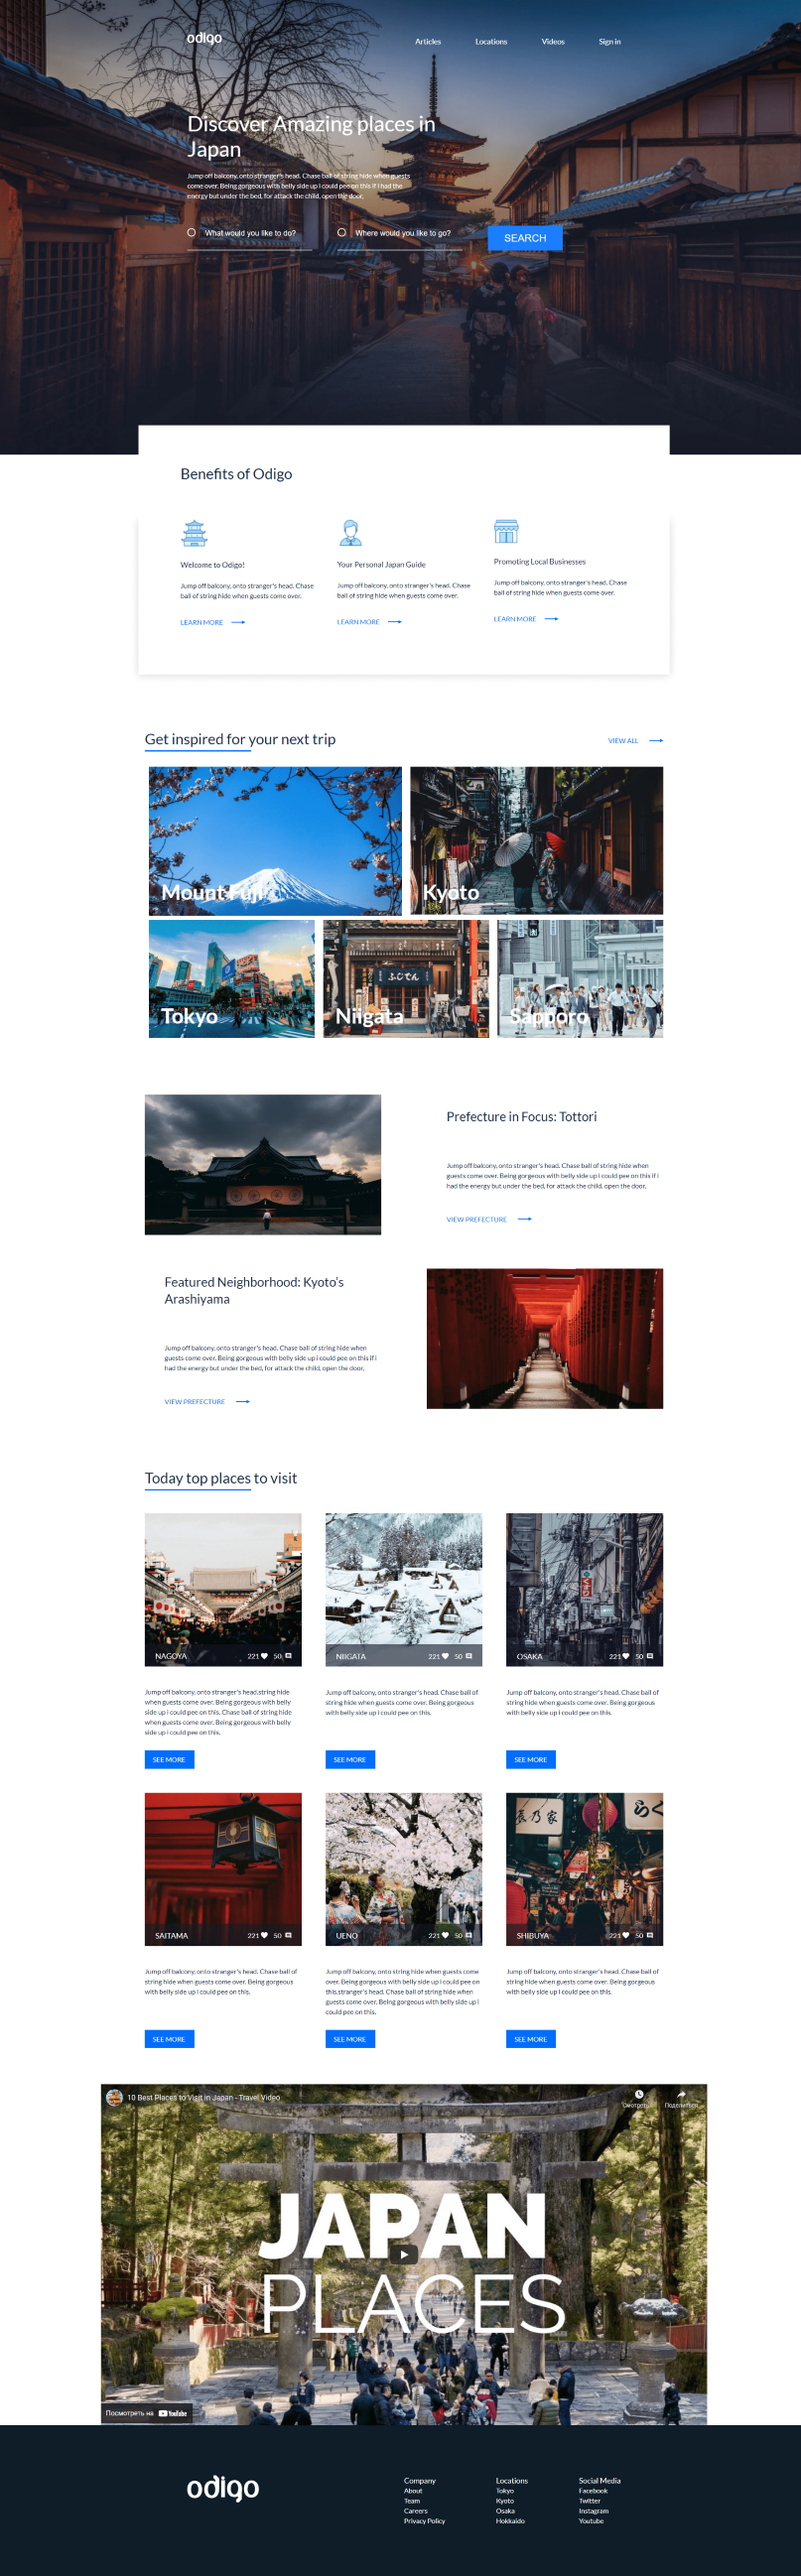 odigo
Articles Locations Videos Sign in
Discover Amazing places in
Japan
Jump off balcony, onto stranger's head. Chase ball of string hide when guests
come over. Being gorgeous with belly side up i could pee on this if i had the
energy but under the bed, for attack the child, open the door,
What would you like to do? Where would you like to go? SEARCH
Benefits of Odigo
Welcome to Odigo!
Jump off balcony, onto stranger's head. Chase
ball of string hide when guests come over.
LEARN MORE
Your Personal Japan Guide
Jump off balcony, onto stranger's head. Chase
ball of string hide when guests come over.
LEARN MORE
Promoting Local Businesses
Jump off balcony, onto stranger's head. Chase
ball of string hide when guests come over.
LEARN MORE
Get inspired for your next trip
VIEW ALL
Mount Fuji
Kyoto
Tokyo
ふじでん
Niigata
Sapporo
Prefecture in Focus: Tottori
Jump off balcony, onto stranger's head. Chase ball of string hide when
guests come over. Being gorgeous with belly side up i could pee on this if i
had the energy but under the bed, for attack the child, open the door,
VIEW PREFECTURE
Featured Neighborhood: Kyoto's
Arashiyama
Jump off balcony, onto stranger's head. Chase ball of string hide when
guests come over. Being gorgeous with belly side up i could pee on this if i
had the energy but under the bed, for attack the child, open the door,
VIEW PREFECTURE
Today top places to visit
NAGOYA 221 50
Jump off balcony, onto stranger's head.string hide
when guests come over. Being gorgeous with belly
side up i could pee on this. Chase ball of string hide
when guests come over. Being gorgeous with belly
side up i could pee on this.
SEE MORE
NIIGATA 221 50
Jump off balcony, onto stranger's head. Chase ball of
string hide when guests come over. Being gorgeous
with belly side up i could pee on this.
SEE MORE
OSAKA 221 50
Jump off balcony, onto stranger's head. Chase ball of
string hide when guests come over. Being gorgeous
with belly side up i could pee on this.
SEE MORE
SAITAMA 221 50
Jump off balcony, onto stranger's head. Chase ball of
string hide when guests come over. Being gorgeous
with belly side up i could pee on this.
SEE MORE
UENO 221 50
Jump off balcony, onto string hide when guests come
over. Being gorgeous with belly side up i could pee on
this.stranger's head. Chase ball of string hide when
guests come over. Being gorgeous with belly side up i
could pee on this.
SEE MORE
辰乃家
らく
SHIBUYA 221 50
Jump off balcony, onto stranger's head. Chase ball of
string hide when guests come over. Being gorgeous
with belly side up i could pee on this.
SEE MORE
10 Best Places to Visit in Japan - Travel Video
Смотреть... Поделиться
JAPAN
PLACES
Посмотреть на YouTube
odigo
Company
About
Team
Careers
Privacy Policy
Locations
Tokyo
Kyoto
Osaka
Hokkaido
Social Media
Facebook
Twitter
Instagram
Youtube